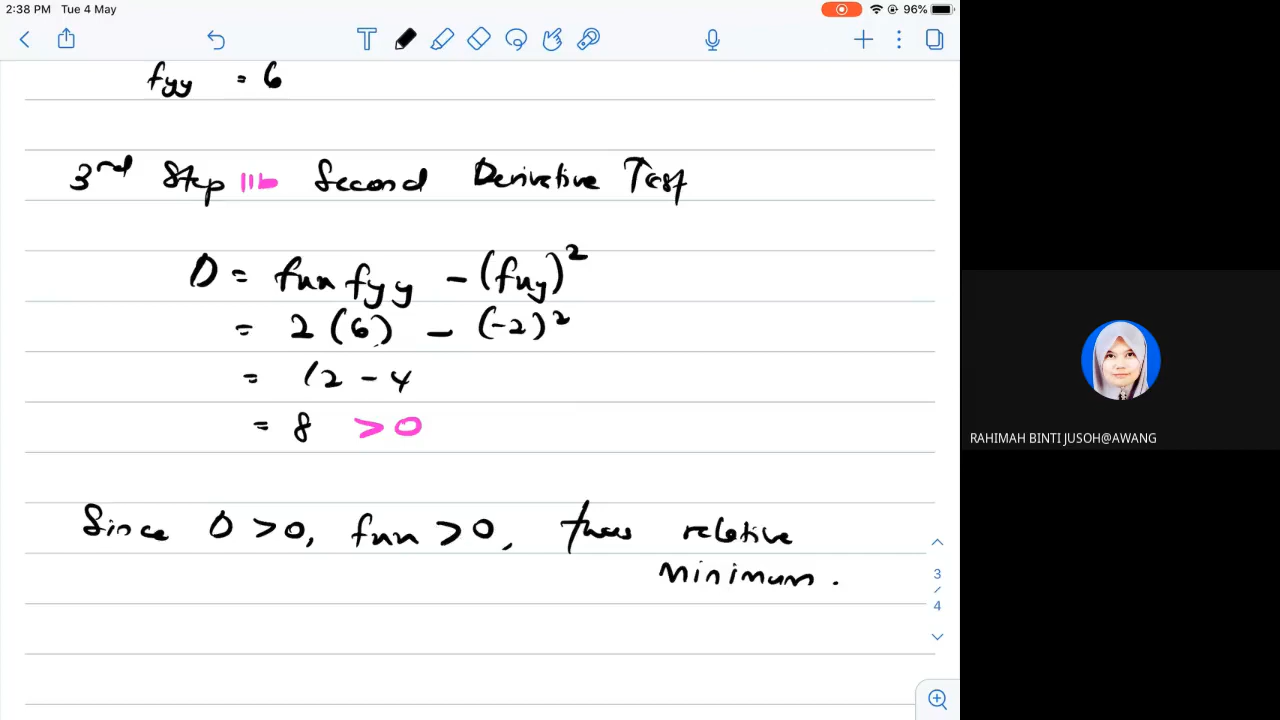 2:38 PM Tue 4 May
96%
fyy = 6
3rd Step Second Derivative Test
D = fxx fyy - (fxy)²
= 2 (6) - (-2)²
= 12 - 4
= 8 > 0
Since D > 0, fxx > 0, thus relative
minimum.
3
4
RAHIMAH BINTI JUSOH@AWANG